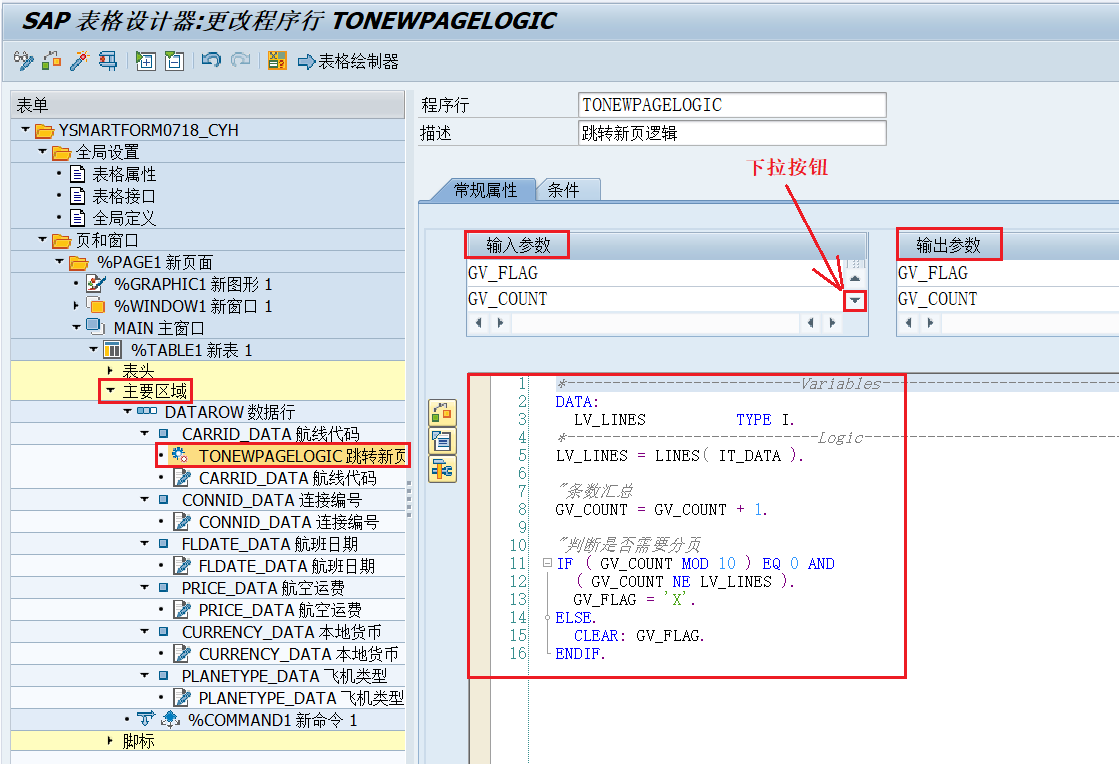 SAP 表格设计器:更改程序行 TONEWPAGELOGIC
表格绘制器
表单
YSMARTFORM0718_CYH
全局设置
表格属性
表格接口
全局定义
页和窗口
%PAGE1 新页面
%GRAPHIC1 新图形 1
%WINDOW1 新窗口 1
MAIN 主窗口
%TABLE1 新表 1
表头
主要区域
DATAROW 数据行
CARRID_DATA 航线代码
TONEWPAGELOGIC 跳转新页
CARRID_DATA 航线代码
CONNID_DATA 连接编号
CONNID_DATA 连接编号
FLDATE_DATA 航班日期
FLDATE_DATA 航班日期
PRICE_DATA 航空运费
PRICE_DATA 航空运费
CURRENCY_DATA 本地货币
CURRENCY_DATA 本地货币
PLANETYPE_DATA 飞机类型
PLANETYPE_DATA 飞机类型
%COMMAND1 新命令 1
脚标
程序行 TONEWPAGELOGIC
描述 跳转新页逻辑
下拉按钮
常规属性 条件
输入参数
GV_FLAG
GV_COUNT
输出参数
GV_FLAG
GV_COUNT
1 *------------------------------Variables------------------------------
2 DATA:
3 LV_LINES TYPE I.
4 *--------------------------------Logic--------------------------------
5 LV_LINES = LINES( IT_DATA ).
6
7 "条数汇总
8 GV_COUNT = GV_COUNT + 1.
9
10 "判断是否需要分页
11 IF ( GV_COUNT MOD 10 ) EQ 0 AND
12 ( GV_COUNT NE LV_LINES ).
13 GV_FLAG = 'X'.
14 ELSE.
15 CLEAR: GV_FLAG.
16 ENDIF.